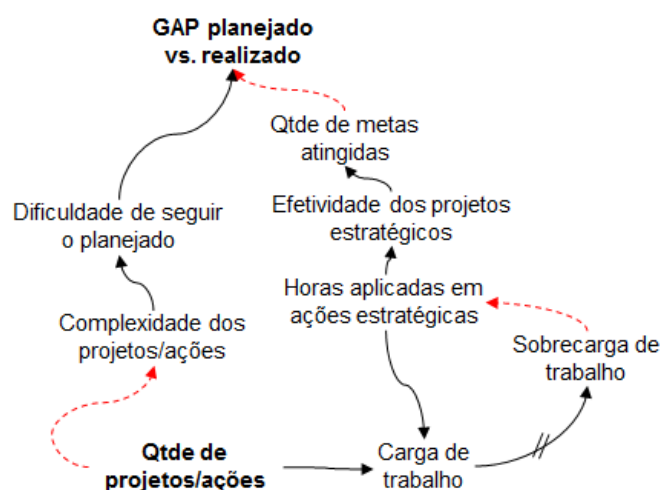 GAP planejado
vs. realizado
Qtde de metas
atingidas
Dificuldade de seguir
o planejado
Efetividade dos projetos
estratégicos
Horas aplicadas em
ações estratégicas
Complexidade dos
projetos/ações
Sobrecarga de
trabalho
Qtde de
projetos/ações
Carga de
trabalho